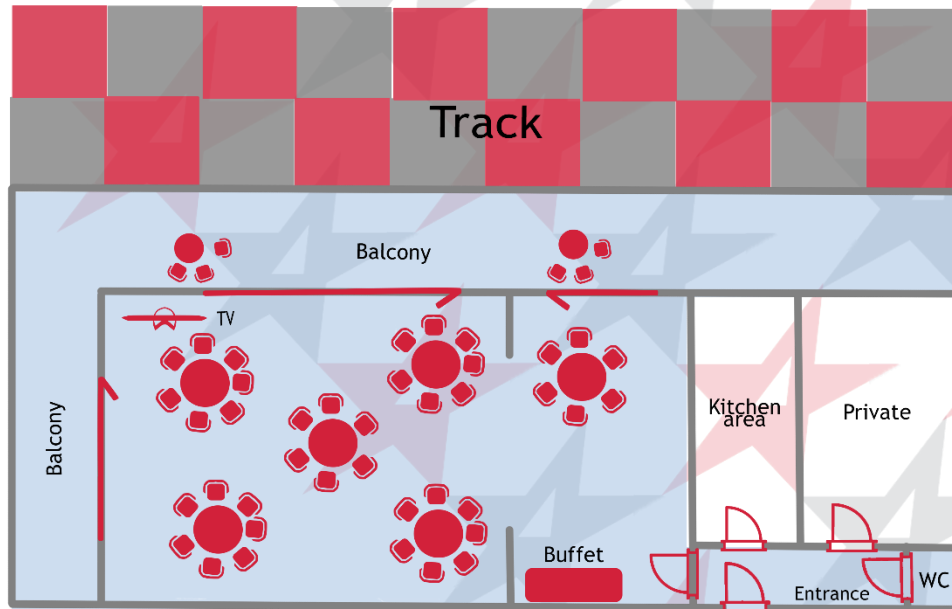 Track
Balcony
TV
Balcony
Kitchen
area
Private
Buffet
Entrance
WC